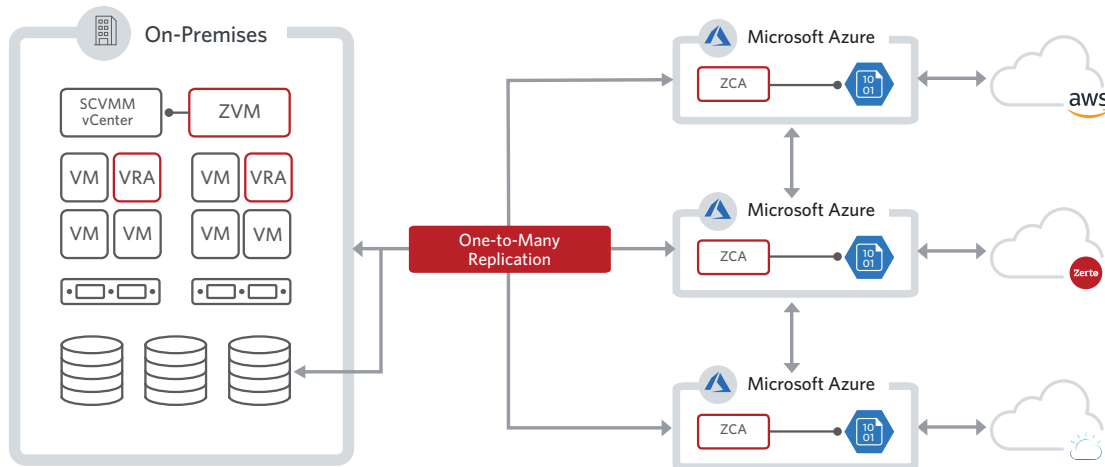 On-Premises
SCVMM
vCenter
ZVM
VM
VRA
VM
VRA
VM
VM
VM
VM
One-to-Many
Replication
Microsoft Azure
ZCA
10
01
aws
Microsoft Azure
ZCA
10
01
Zerto
Microsoft Azure
ZCA
10
01